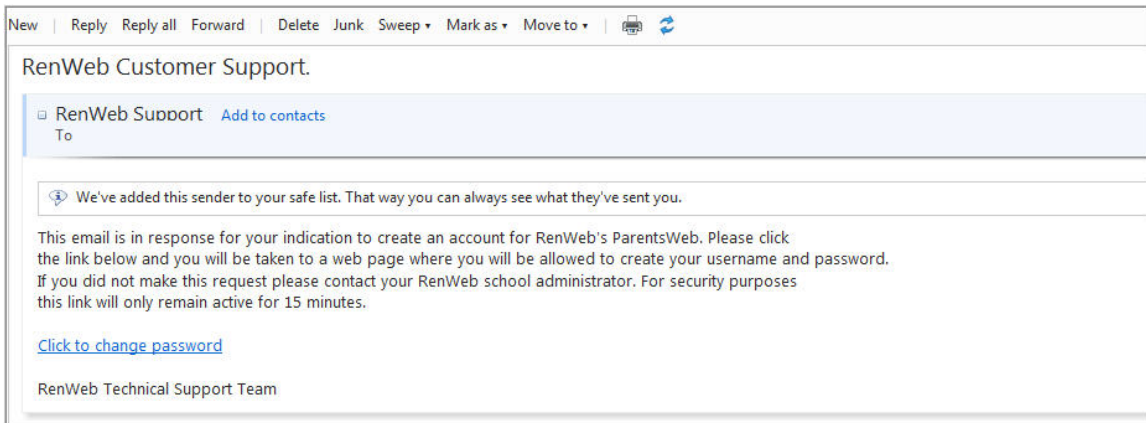 New | Reply Reply all Forward | Delete Junk Sweep ▾ Mark as ▾ Move to ▾ |
RenWeb Customer Support.
RenWeb Support Add to contacts
To
We've added this sender to your safe list. That way you can always see what they've sent you.
This email is in response for your indication to create an account for RenWeb's ParentsWeb. Please click
the link below and you will be taken to a web page where you will be allowed to create your username and password.
If you did not make this request please contact your RenWeb school administrator. For security purposes
this link will only remain active for 15 minutes.
Click to change password
RenWeb Technical Support Team